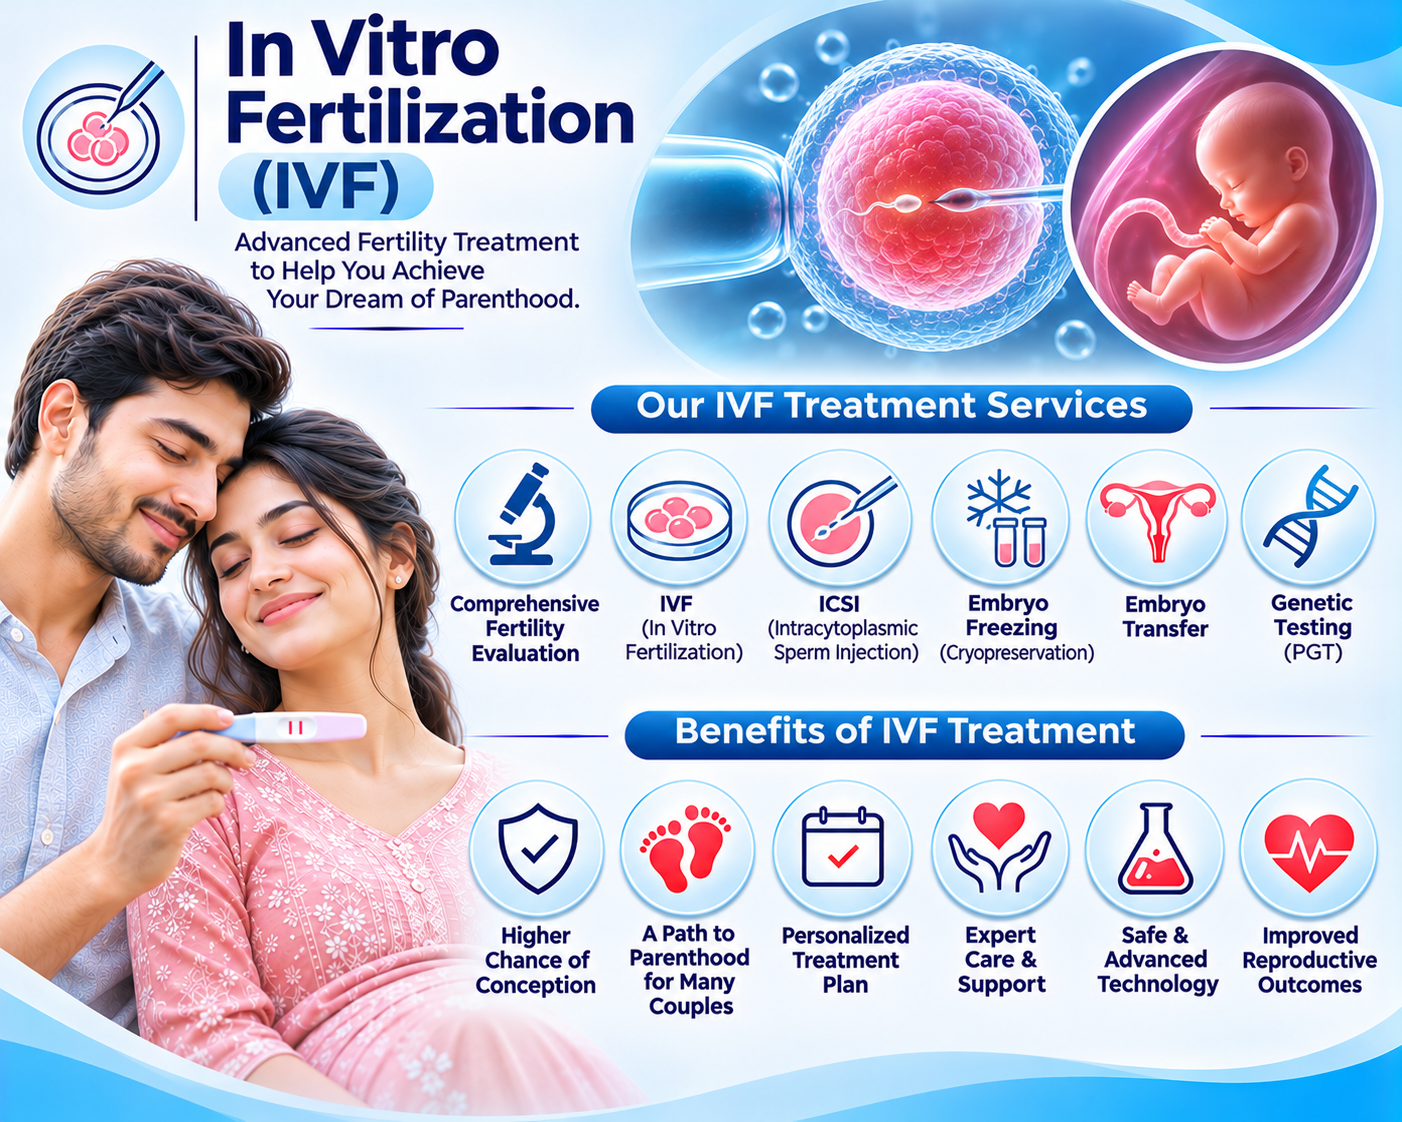 In Vitro
Fertilization
(IVF)
Advanced Fertility Treatment
to Help You Achieve
Your Dream of Parenthood.
Our IVF Treatment Services
Comprehensive
Fertility
Evaluation
IVF
(In Vitro
Fertilization)
ICSI
(Intracytoplasmic
Sperm Injection)
Embryo
Freezing
(Cryopreservation)
Embryo
Transfer
Genetic
Testing
(PGT)
Benefits of IVF Treatment
Higher
Chance of
Conception
A Path to
Parenthood
for Many
Couples
Personalized
Treatment
Plan
Expert
Care &
Support
Safe &
Advanced
Technology
Improved
Reproductive
Outcomes